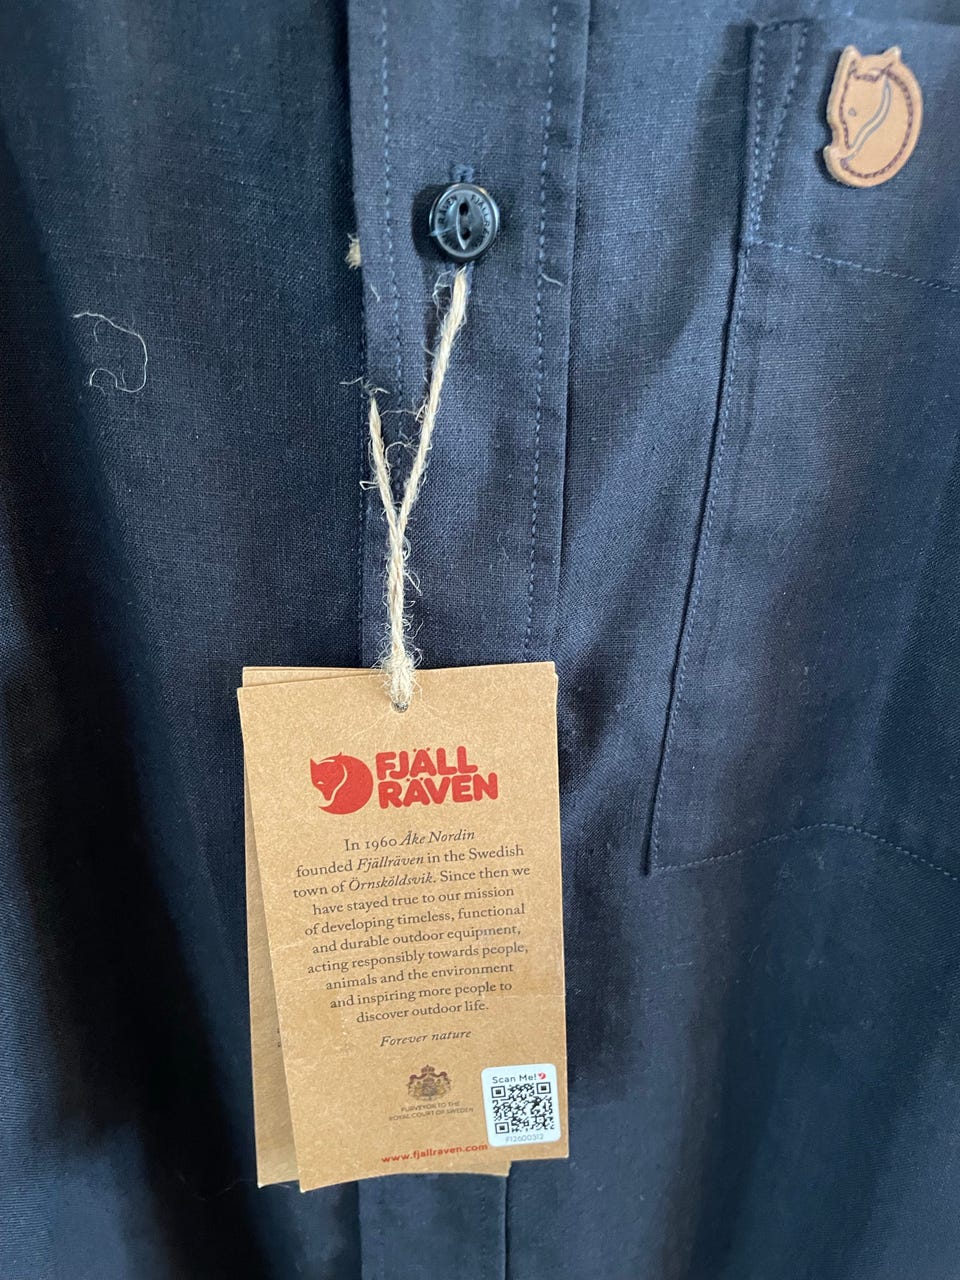 FJÄLLRÄVEN
FJÄLL
RÄVEN
In 1960 Åke Nordin
founded Fjällräven in the Swedish
town of Örnsköldsvik. Since then we
have stayed true to our mission
of developing timeless, functional
and durable outdoor equipment,
acting responsibly towards people,
animals and the environment
and inspiring more people to
discover outdoor life.
Forever nature
PURVEYOR TO THE
ROYAL COURT OF SWEDEN
Scan Me!
F12600312
www.fjallraven.com